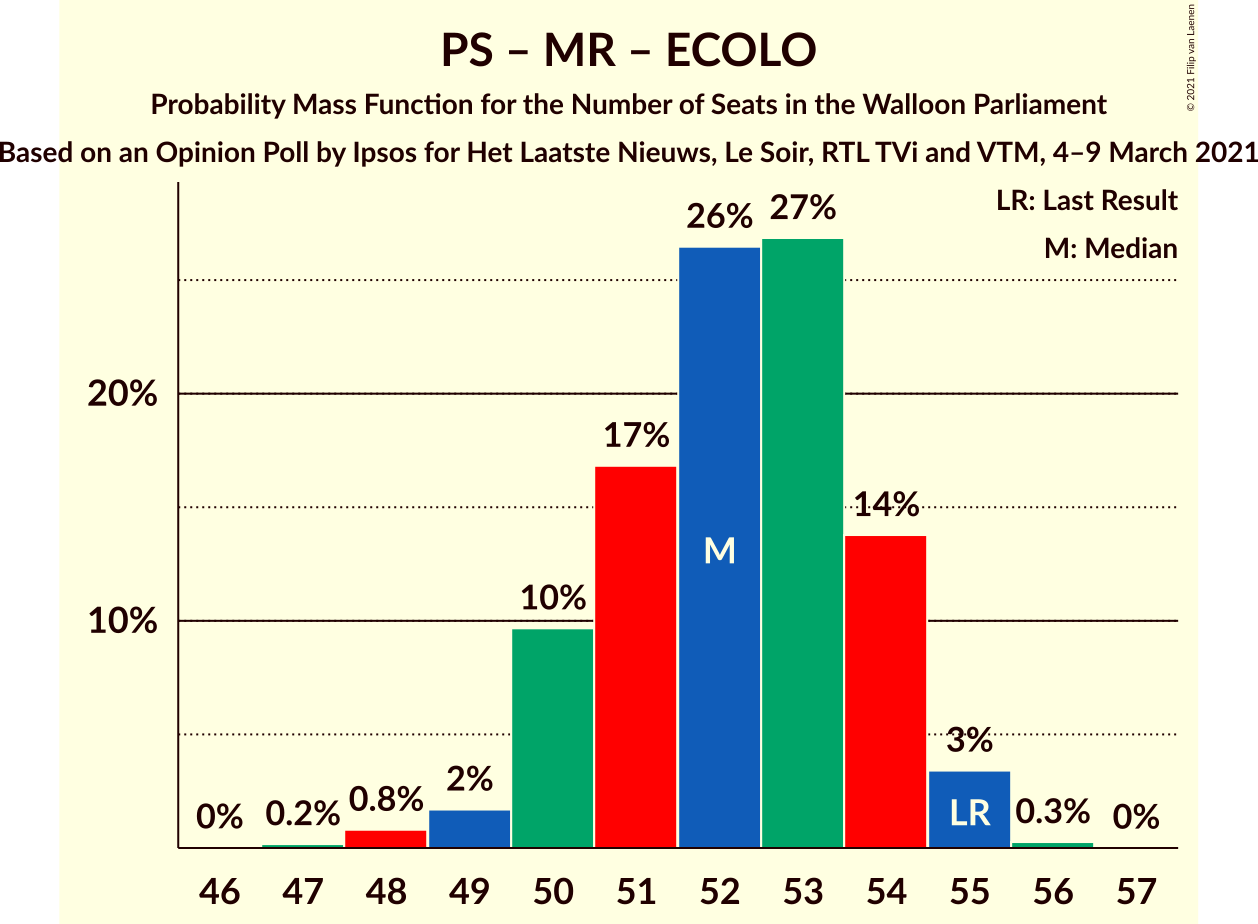 PS – MR – ECOLO
Probability Mass Function for the Number of Seats in the Walloon Parliament
Based on an Opinion Poll by Ipsos for Het Laatste Nieuws, Le Soir, RTL TVi and VTM, 4–9 March 2021
© 2021 Filip van Laenen
LR: Last Result
M: Median
20%
10%
0%
0.2%
0.8%
2%
10%
17%
26%
27%
14%
3%
0.3%
0%
M
LR
46 47 48 49 50 51 52 53 54 55 56 57